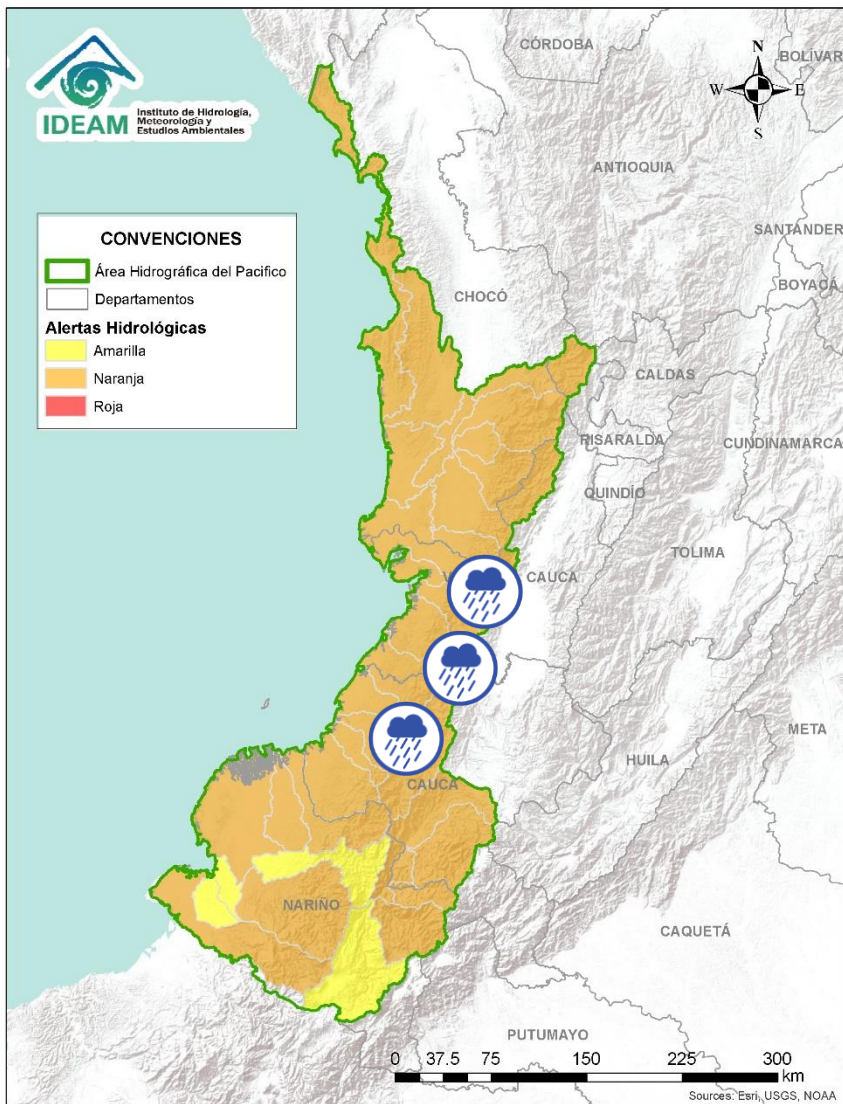 IDEAM
Instituto de Hidrología,
Meteorología y
Estudios Ambientales
CÓRDOBA
BOLÍVAR
N
W E
S
ANTIOQUIA
SANTANDER
BOYACÁ
CONVENCIONES
Área Hidrográfica del Pacifico
Departamentos
Alertas Hidrológicas
Amarilla
Naranja
Roja
CHOCÓ
CALDAS
RISARALDA
CUNDINAMARCA
QUINDÍO
TOLIMA
CAUCA
META
HUILA
CAUCA
NARIÑO
CAQUETÁ
PUTUMAYO
0 37.5 75 150 225 300
km
Sources: Esri, USGS, NOAA